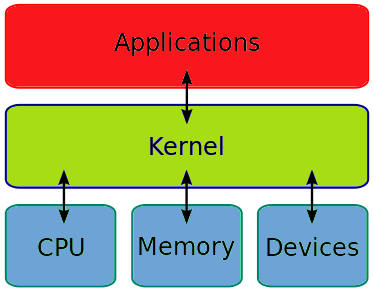 Applications
Kernel
CPU
Memory
Devices